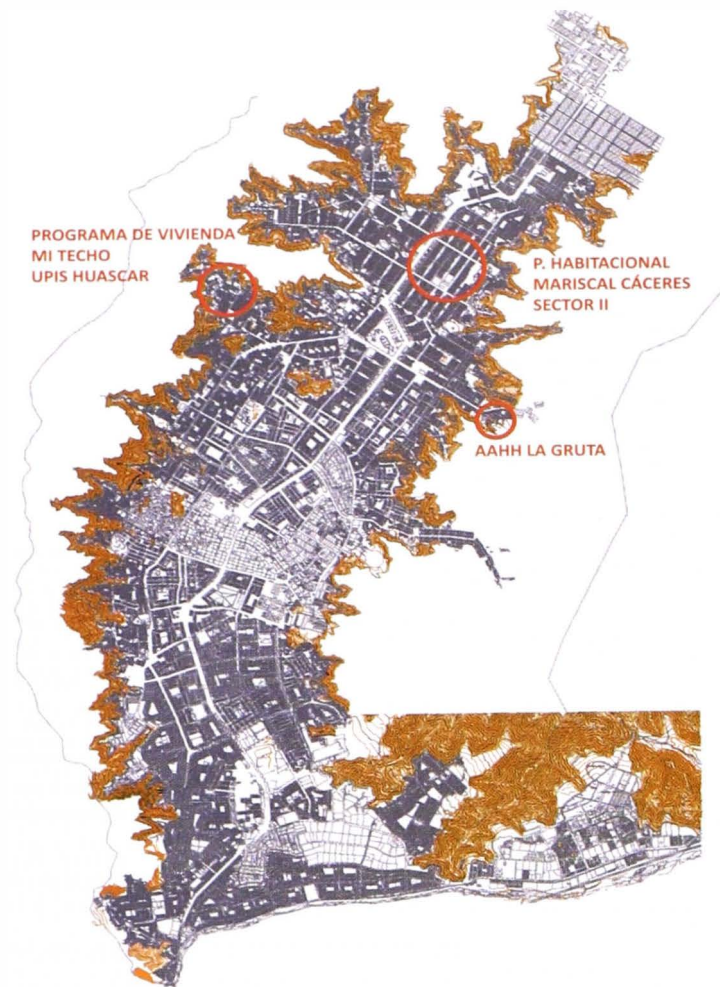 PROGRAMA DE VIVIENDA
MI TECHO
UPIS HUASCAR
P. HABITACIONAL
MARISCAL CÁCERES
SECTOR II
AAHH LA GRUTA